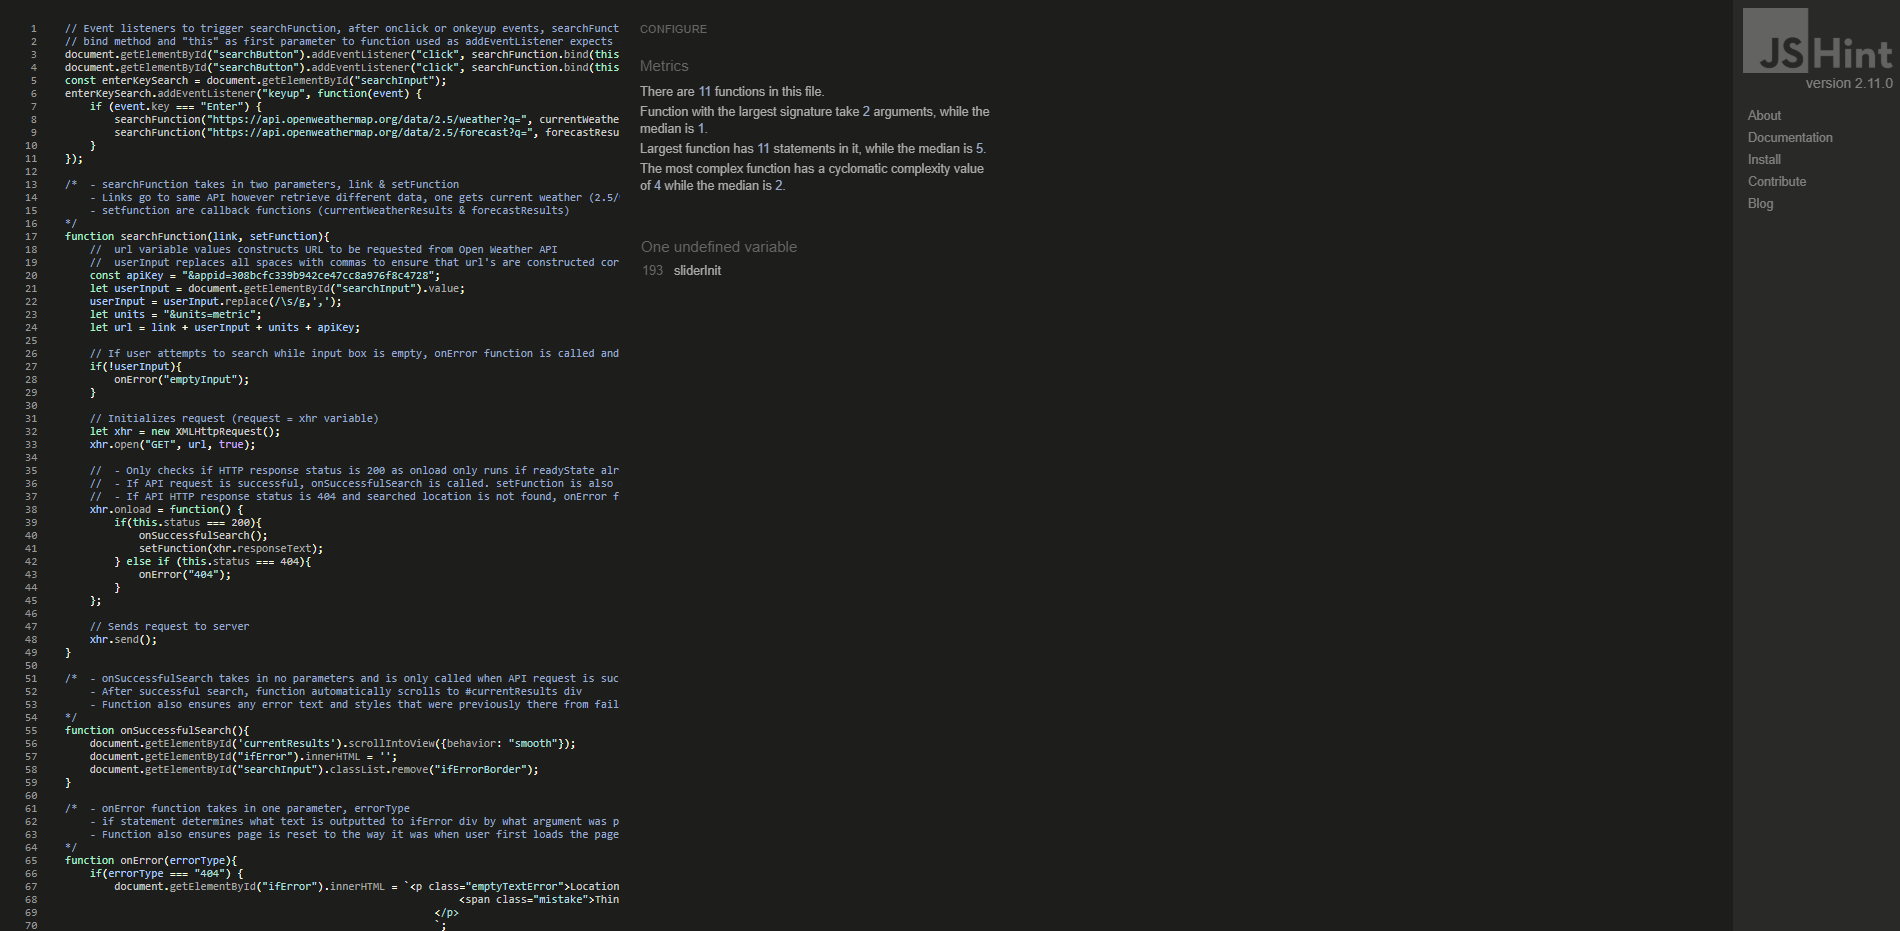 1 // Event listeners to trigger searchFunction, after onclick or onkeyup events, searchFunct
2 // bind method and "this" as first parameter to function used as addEventListener expects
3 document.getElementById("searchButton").addEventListener("click", searchFunction.bind(this
4 document.getElementById("searchButton").addEventListener("click", searchFunction.bind(this
5 const enterKeySearch = document.getElementById("searchInput");
6 enterKeySearch.addEventListener("keyup", function(event) {
7 if (event.key === "Enter") {
8 searchFunction("https://api.openweathermap.org/data/2.5/weather?q=", currentWeathe
9 searchFunction("https://api.openweathermap.org/data/2.5/forecast?q=", forecastResu
10 }
11 });
12
13 /* - searchFunction takes in two parameters, link & setFunction
14 - Links go to same API however retrieve different data, one gets current weather (2.5/
15 - setfunction are callback functions (currentWeatherResults & forecastResults)
16 */
17 function searchFunction(link, setFunction){
18 // url variable values constructs URL to be requested from Open Weather API
19 // userInput replaces all spaces with commas to ensure that url's are constructed cor
20 const apiKey = "&appid=308bcfc339b942ce47cc8a976f8c4728";
21 let userInput = document.getElementById("searchInput").value;
22 userInput = userInput.replace(/\s/g,',');
23 let units = "&units=metric";
24 let url = link + userInput + units + apiKey;
25
26 // If user attempts to search while input box is empty, onError function is called and
27 if(!userInput){
28 onError("emptyInput");
29 }
30
31 // Initializes request (request = xhr variable)
32 let xhr = new XMLHttpRequest();
33 xhr.open("GET", url, true);
34
35 // - Only checks if HTTP response status is 200 as onload only runs if readyState alr
36 // - If API request is successful, onSuccessfulSearch is called. setFunction is also
37 // - If API HTTP response status is 404 and searched location is not found, onError f
38 xhr.onload = function() {
39 if(this.status === 200){
40 onSuccessfulSearch();
41 setFunction(xhr.responseText);
42 } else if (this.status === 404){
43 onError("404");
44 }
45 };
46
47 // Sends request to server
48 xhr.send();
49 }
50
51 /* - onSuccessfulSearch takes in no parameters and is only called when API request is suc
52 - After successful search, function automatically scrolls to #currentResults div
53 - Function also ensures any error text and styles that were previously there from fail
54 */
55 function onSuccessfulSearch(){
56 document.getElementById('currentResults').scrollIntoView({behavior: "smooth"});
57 document.getElementById("ifError").innerHTML = '';
58 document.getElementById("searchInput").classList.remove("ifErrorBorder");
59 }
60
61 /* - onError function takes in one parameter, errorType
62 - if statement determines what text is outputted to ifError div by what argument was p
63 - Function also ensures page is reset to the way it was when user first loads the page
64 */
65 function onError(errorType){
66 if(errorType === "404") {
67 document.getElementById("ifError").innerHTML = `<p class="emptyTextError">Location
68 <span class="mistake">Thin
69 </p>
70 `;
CONFIGURE
Metrics
There are 11 functions in this file.
Function with the largest signature take 2 arguments, while the
median is 1.
Largest function has 11 statements in it, while the median is 5.
The most complex function has a cyclomatic complexity value
of 4 while the median is 2.
One undefined variable
193 sliderInit
JSHint
version 2.11.0
About
Documentation
Install
Contribute
Blog